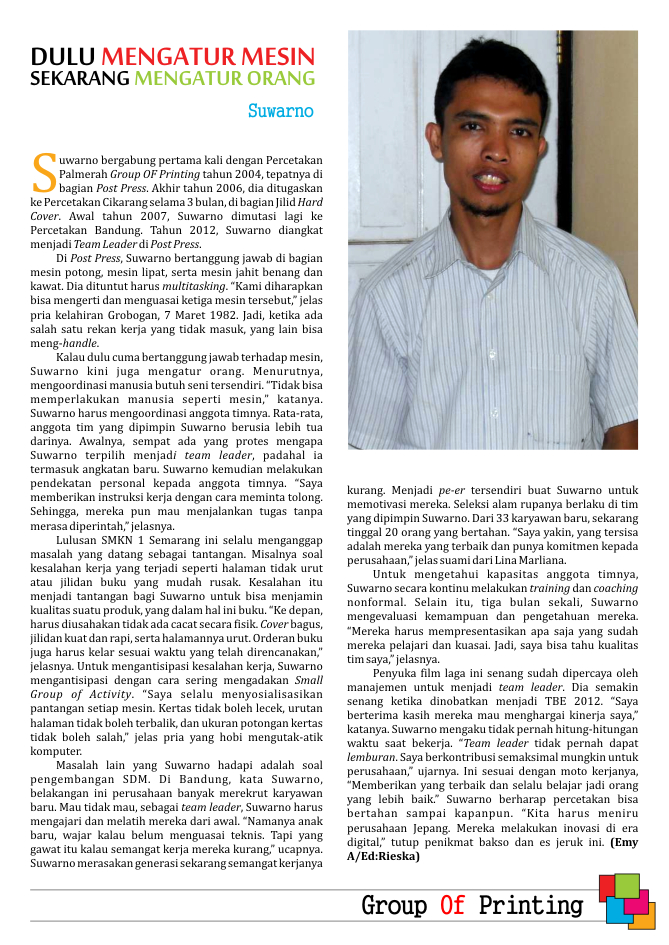 DULU MENGATUR MESIN
SEKARANG MENGATUR ORANG
Suwarno
Suwarno bergabung pertama kali dengan Percetakan
Palmerah Group OF Printing tahun 2004, tepatnya di
bagian Post Press. Akhir tahun 2006, dia ditugaskan
ke Percetakan Cikarang selama 3 bulan, di bagian Jilid Hard
Cover. Awal tahun 2007, Suwarno dimutasi lagi ke
Percetakan Bandung. Tahun 2012, Suwarno diangkat
menjadi Team Leader di Post Press.
Di Post Press, Suwarno bertanggung jawab di bagian
mesin potong, mesin lipat, serta mesin jahit benang dan
kawat. Dia dituntut harus multitasking. “Kami diharapkan
bisa mengerti dan menguasai ketiga mesin tersebut,” jelas
pria kelahiran Grobogan, 7 Maret 1982. Jadi, ketika ada
salah satu rekan kerja yang tidak masuk, yang lain bisa
meng-handle.
Kalau dulu cuma bertanggung jawab terhadap mesin,
Suwarno kini juga mengatur orang. Menurutnya,
mengoordinasi manusia butuh seni tersendiri. “Tidak bisa
memperlakukan manusia seperti mesin,” katanya.
Suwarno harus mengoordinasi anggota timnya. Rata-rata,
anggota tim yang dipimpin Suwarno berusia lebih tua
darinya. Awalnya, sempat ada yang protes mengapa
Suwarno terpilih menjadi team leader, padahal ia
termasuk angkatan baru. Suwarno kemudian melakukan
pendekatan personal kepada anggota timnya. “Saya
memberikan instruksi kerja dengan cara meminta tolong.
Sehingga, mereka pun mau menjalankan tugas tanpa
merasa diperintah,” jelasnya.
Lulusan SMKN 1 Semarang ini selalu menganggap
masalah yang datang sebagai tantangan. Misalnya soal
kesalahan kerja yang terjadi seperti halaman tidak urut
atau jilidan buku yang mudah rusak. Kesalahan itu
menjadi tantangan bagi Suwarno untuk bisa menjamin
kualitas suatu produk, yang dalam hal ini buku. “Ke depan,
harus diusahakan tidak ada cacat secara fisik. Cover bagus,
jilidan kuat dan rapi, serta halamannya urut. Orderan buku
juga harus kelar sesuai waktu yang telah direncanakan,”
jelasnya. Untuk mengantisipasi kesalahan kerja, Suwarno
mengantisipasi dengan cara sering mengadakan Small
Group of Activity. “Saya selalu menyosialisasikan
pantangan setiap mesin. Kertas tidak boleh lecek, urutan
halaman tidak boleh terbalik, dan ukuran potongan kertas
tidak boleh salah,” jelas pria yang hobi mengutak-atik
komputer.
Masalah lain yang Suwarno hadapi adalah soal
pengembangan SDM. Di Bandung, kata Suwarno,
belakangan ini perusahaan banyak merekrut karyawan
baru. Mau tidak mau, sebagai team leader, Suwarno harus
mengajari dan melatih mereka dari awal. “Namanya anak
baru, wajar kalau belum menguasai teknis. Tapi yang
gawat itu kalau semangat kerja mereka kurang,” ucapnya.
Suwarno merasakan generasi sekarang semangat kerjanya
kurang. Menjadi pe-er tersendiri buat Suwarno untuk
memotivasi mereka. Seleksi alam rupanya berlaku di tim
yang dipimpin Suwarno. Dari 33 karyawan baru, sekarang
tinggal 20 orang yang bertahan. “Saya yakin, yang tersisa
adalah mereka yang terbaik dan punya komitmen kepada
perusahaan,” jelas suami dari Lina Marliana.
Untuk mengetahui kapasitas anggota timnya,
Suwarno secara kontinu melakukan training dan coaching
nonformal. Selain itu, tiga bulan sekali, Suwarno
mengevaluasi kemampuan dan pengetahuan mereka.
“Mereka harus mempresentasikan apa saja yang sudah
mereka pelajari dan kuasai. Jadi, saya bisa tahu kualitas
tim saya,” jelasnya.
Penyuka film laga ini senang sudah dipercaya oleh
manajemen untuk menjadi team leader. Dia semakin
senang ketika dinobatkan menjadi TBE 2012. “Saya
berterima kasih mereka mau menghargai kinerja saya,”
katanya. Suwarno mengaku tidak pernah hitung-hitungan
waktu saat bekerja. “Team leader tidak pernah dapat
lemburan. Saya berkontribusi semaksimal mungkin untuk
perusahaan,” ujarnya. Ini sesuai dengan moto kerjanya,
“Memberikan yang terbaik dan selalu belajar jadi orang
yang lebih baik.” Suwarno berharap percetakan bisa
bertahan sampai kapanpun. “Kita harus meniru
perusahaan Jepang. Mereka melakukan inovasi di era
digital,” tutup penikmat bakso dan es jeruk ini. (Emy
A/Ed:Rieska)
Group Of Printing